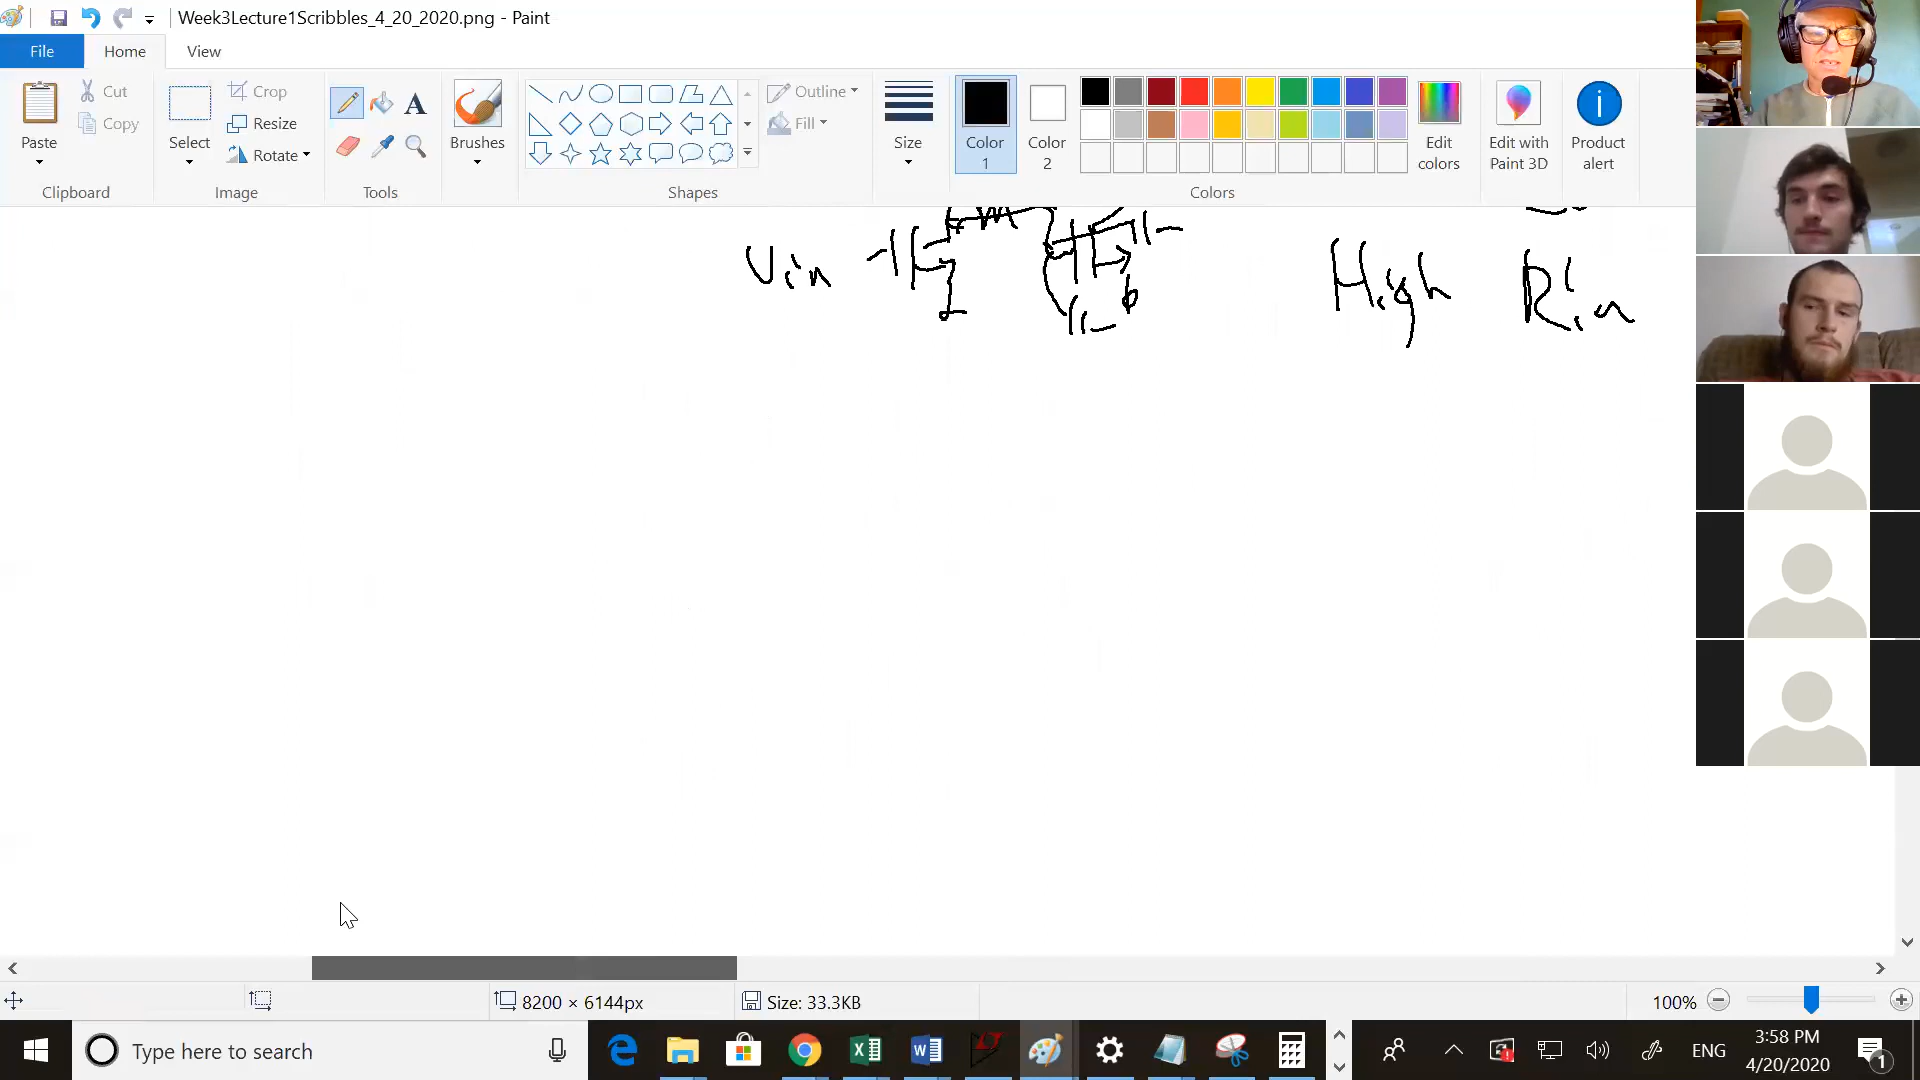 Week3Lecture1Scribbles_4_20_2020.png - Paint
File Home View
Paste
Cut
Copy
Clipboard
Select
Crop
Resize
Rotate
Image
A
Tools
Brushes
Shapes
Outline
Fill
Size
Color 1
Color 2
Edit colors
Colors
Edit with Paint 3D
Product alert
Vin
High Rin
8200 × 6144px
Size: 33.3KB
100%
Type here to search
ENG
3:58 PM
4/20/2020
1